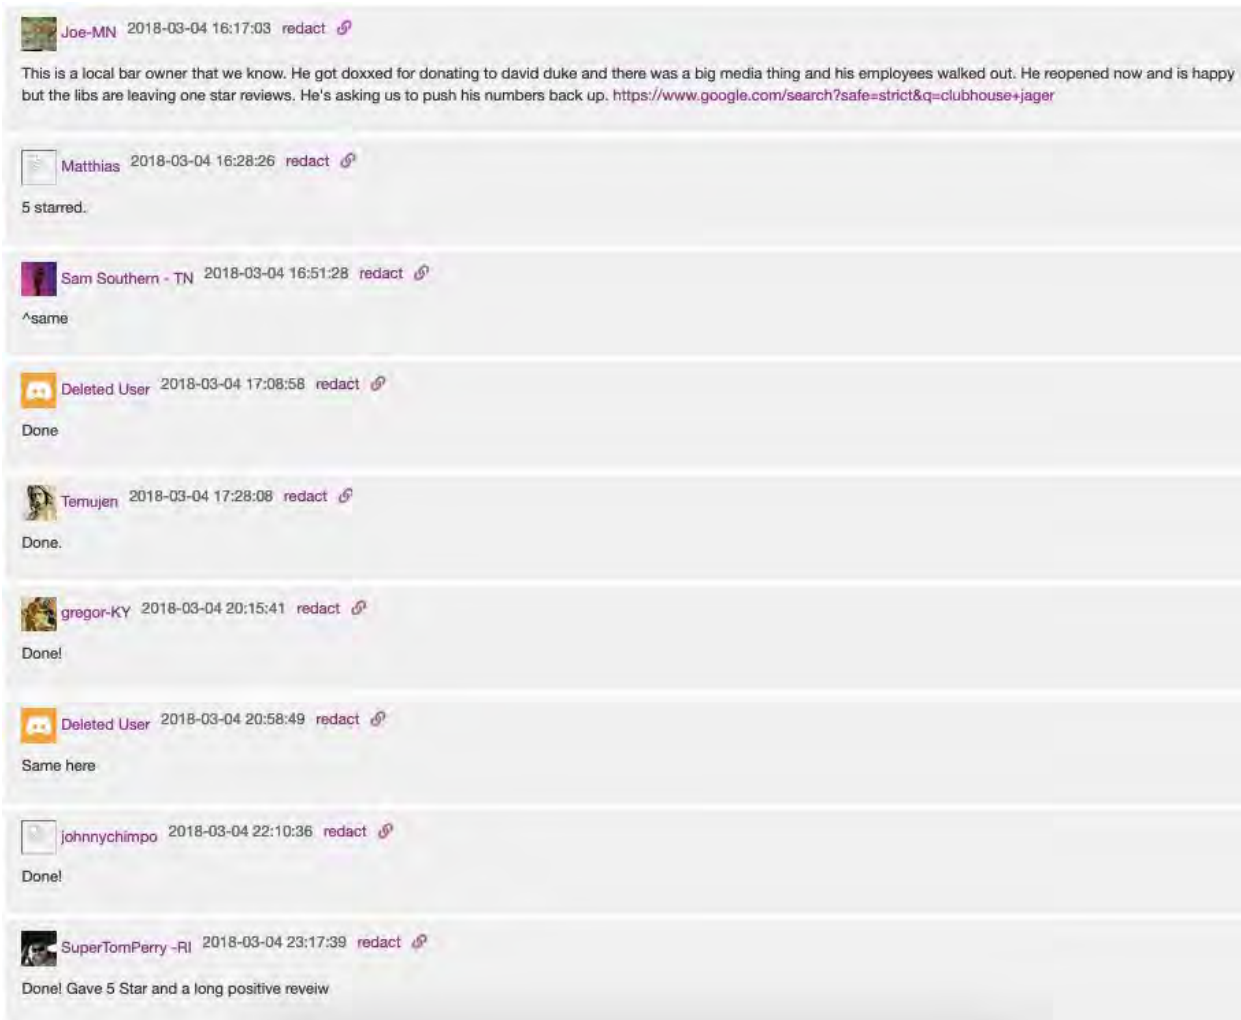 Joe-MN 2018-03-04 16:17:03 redact
This is a local bar owner that we know. He got doxxed for donating to david duke and there was a big media thing and his employees walked out. He reopened now and is happy
but the libs are leaving one star reviews. He's asking us to push his numbers back up. https://www.google.com/search?safe=strict&q=clubhouse+jager
Matthias 2018-03-04 16:28:26 redact
5 starred.
Sam Southern - TN 2018-03-04 16:51:28 redact
^same
Deleted User 2018-03-04 17:08:58 redact
Done
Temujen 2018-03-04 17:28:08 redact
Done.
gregor-KY 2018-03-04 20:15:41 redact
Done!
Deleted User 2018-03-04 20:58:49 redact
Same here
johnnychimpo 2018-03-04 22:10:36 redact
Done!
SuperTomPerry -RI 2018-03-04 23:17:39 redact
Done! Gave 5 Star and a long positive reveiw